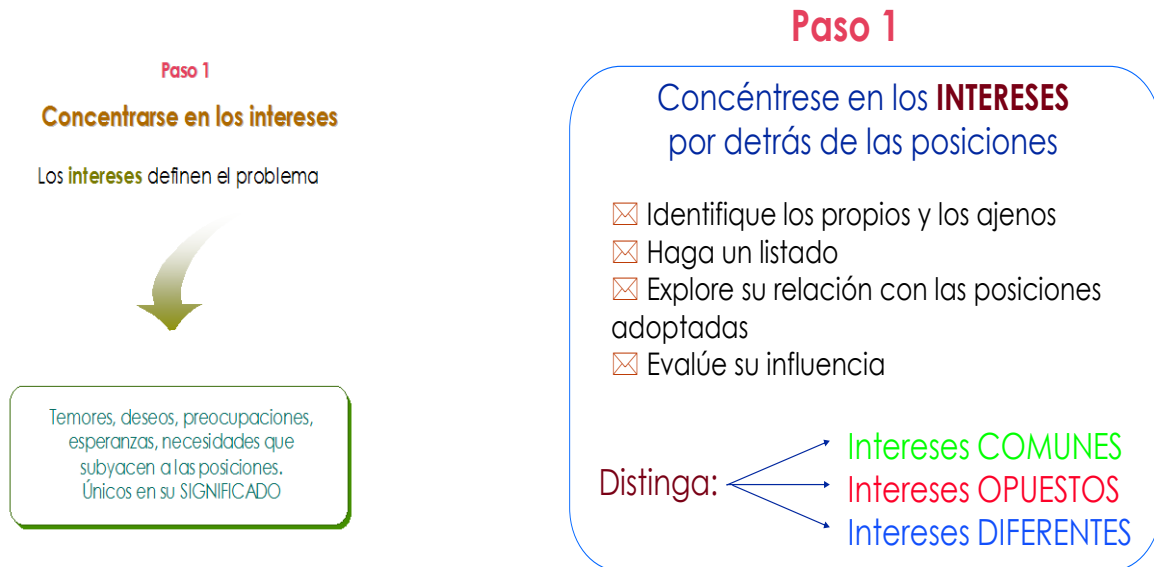 Paso 1
Concentrarse en los intereses
Los intereses definen el problema
Temores, deseos, preocupaciones,
esperanzas, necesidades que
subyacen a las posiciones.
Únicos en su SIGNIFICADO
Paso 1
Concéntrese en los INTERESES
por detrás de las posiciones
Identifique los propios y los ajenos
Haga un listado
Explore su relación con las posiciones
adoptadas
Evalúe su influencia
Distinga:
Intereses COMUNES
Intereses OPUESTOS
Intereses DIFERENTES